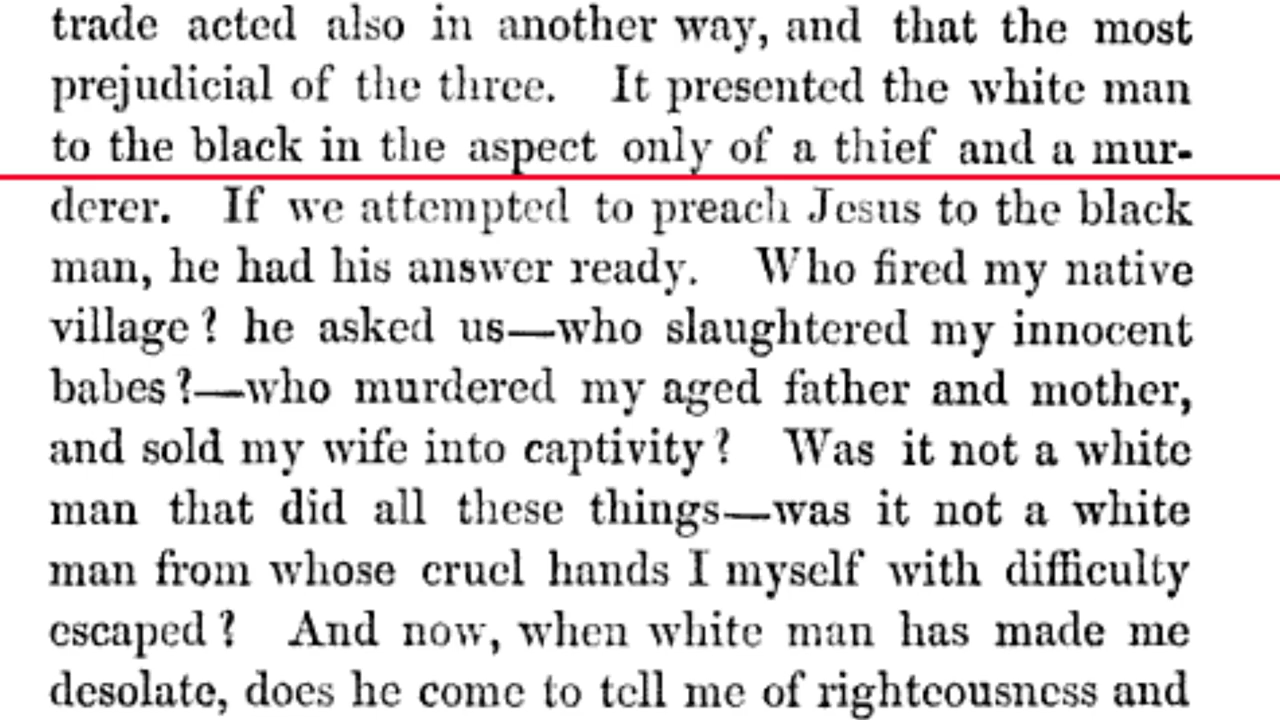 trade acted also in another way, and that the most
prejudicial of the three. It presented the white man
to the black in the aspect only of a thief and a mur-
derer. If we attempted to preach Jesus to the black
man, he had his answer ready. Who fired my native
village? he asked us—who slaughtered my innocent
babes?—who murdered my aged father and mother,
and sold my wife into captivity? Was it not a white
man that did all these things—was it not a white
man from whose cruel hands I myself with difficulty
escaped? And now, when white man has made me
desolate, does he come to tell me of righteousness and